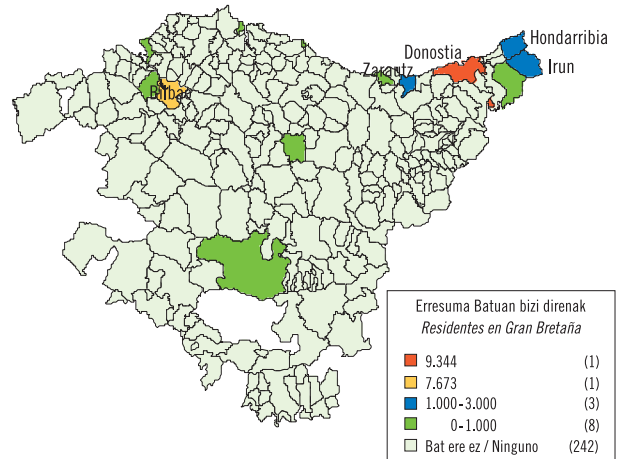 Hondarribia
Donostia
Irun
Zarautz
Bilbao
Erresuma Batuan bizi direnak
Residentes en Gran Bretaña
9.344 (1)
7.673 (1)
1.000-3.000 (3)
0-1.000 (8)
Bat ere ez / Ninguno (242)